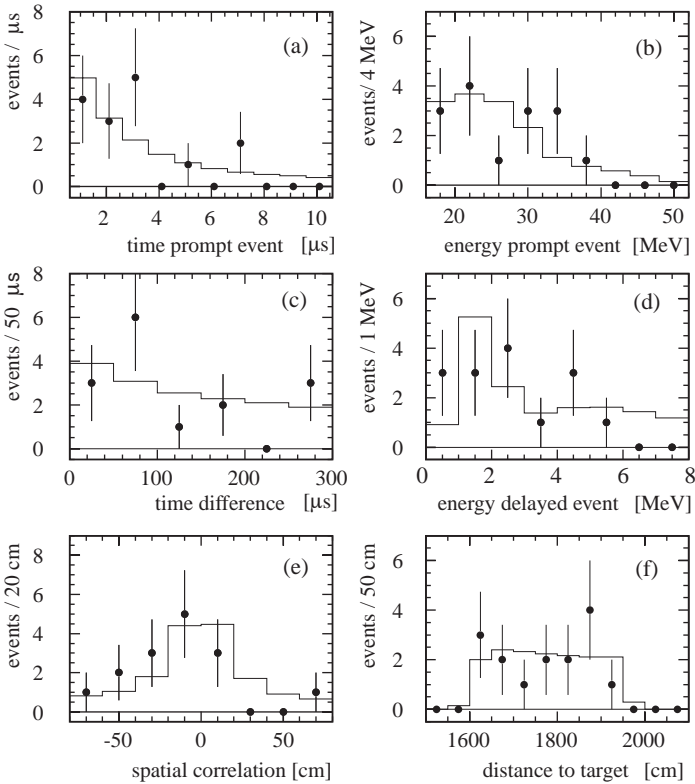 events / μs
8
6
4
2
0
(a)
2 4 6 8 10
time prompt event [μs]
events/ 4 MeV
6
4
2
0
(b)
20 30 40 50
energy prompt event [MeV]
events / 50 μs
8
6
4
2
0
(c)
0 100 200 300
time difference [μs]
events / 1 MeV
6
4
2
0
(d)
0 2 4 6 8
energy delayed event [MeV]
events / 20 cm
8
6
4
2
0
(e)
-50 0 50
spatial correlation [cm]
events / 50 cm
6
4
2
0
(f)
1600 1800 2000
distance to target [cm]